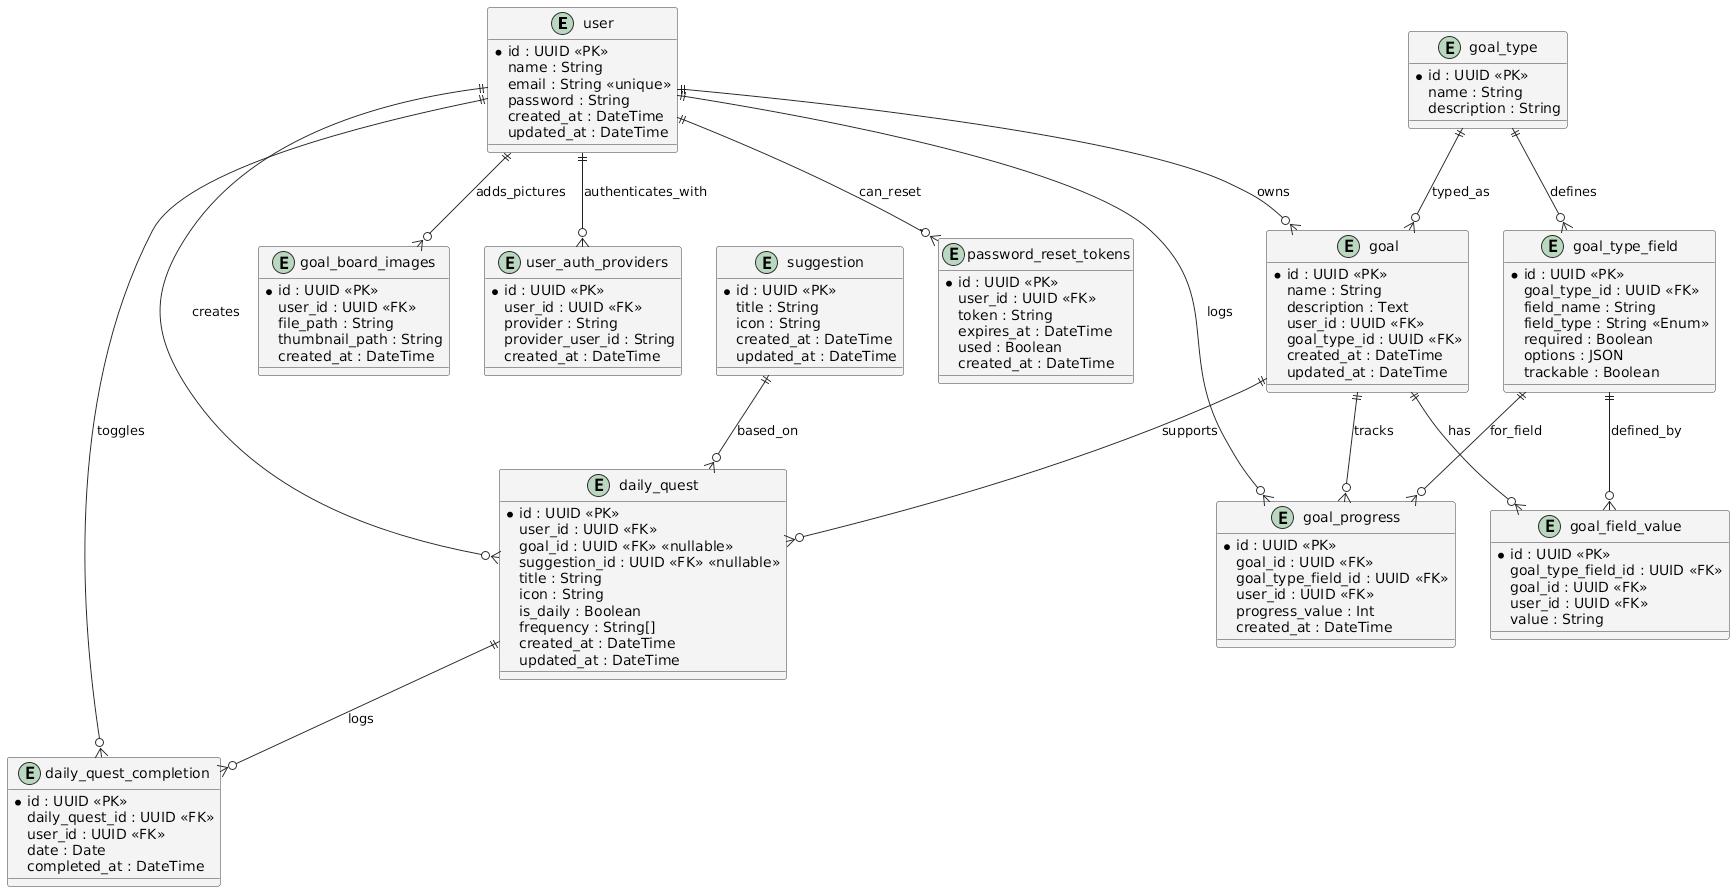 E user
id : UUID «PK»
name : String
email : String «unique»
password : String
created_at : DateTime
updated_at : DateTime
E goal_type
id : UUID «PK»
name : String
description : String
adds_pictures
authenticates_with
can_reset
owns
typed_as
defines
E goal_board_images
id : UUID «PK»
user_id : UUID «FK»
file_path : String
thumbnail_path : String
created_at : DateTime
E user_auth_providers
id : UUID «PK»
user_id : UUID «FK»
provider : String
provider_user_id : String
created_at : DateTime
E suggestion
id : UUID «PK»
title : String
icon : String
created_at : DateTime
updated_at : DateTime
E password_reset_tokens
id : UUID «PK»
user_id : UUID «FK»
token : String
expires_at : DateTime
used : Boolean
created_at : DateTime
E goal
id : UUID «PK»
name : String
description : Text
user_id : UUID «FK»
goal_type_id : UUID «FK»
created_at : DateTime
updated_at : DateTime
E goal_type_field
id : UUID «PK»
goal_type_id : UUID «FK»
field_name : String
field_type : String «Enum»
required : Boolean
options : JSON
trackable : Boolean
creates
logs
toggles
based_on
supports
tracks
has
for_field
defined_by
E daily_quest
id : UUID «PK»
user_id : UUID «FK»
goal_id : UUID «FK» «nullable»
suggestion_id : UUID «FK» «nullable»
title : String
icon : String
is_daily : Boolean
frequency : String[]
created_at : DateTime
updated_at : DateTime
E goal_progress
id : UUID «PK»
goal_id : UUID «FK»
goal_type_field_id : UUID «FK»
user_id : UUID «FK»
progress_value : Int
created_at : DateTime
E goal_field_value
id : UUID «PK»
goal_type_field_id : UUID «FK»
goal_id : UUID «FK»
user_id : UUID «FK»
value : String
logs
E daily_quest_completion
id : UUID «PK»
daily_quest_id : UUID «FK»
user_id : UUID «FK»
date : Date
completed_at : DateTime